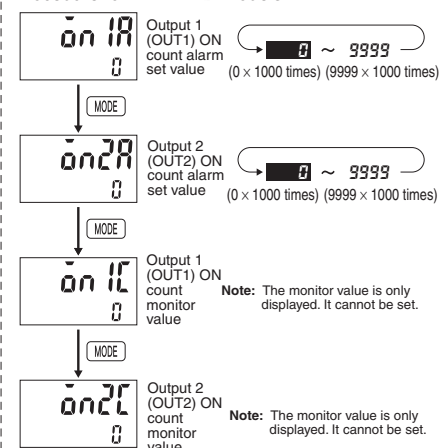 on1A
0
Output 1
(OUT1) ON
count alarm
set value
0 ~ 9999
(0 × 1000 times) (9999 × 1000 times)
MODE
on2A
0
Output 2
(OUT2) ON
count alarm
set value
0 ~ 9999
(0 × 1000 times) (9999 × 1000 times)
MODE
on1C
0
Output 1
(OUT1) ON
count
monitor
value
Note: The monitor value is only
displayed. It cannot be set.
MODE
on2C
0
Output 2
(OUT2) ON
count
monitor
value
Note: The monitor value is only
displayed. It cannot be set.